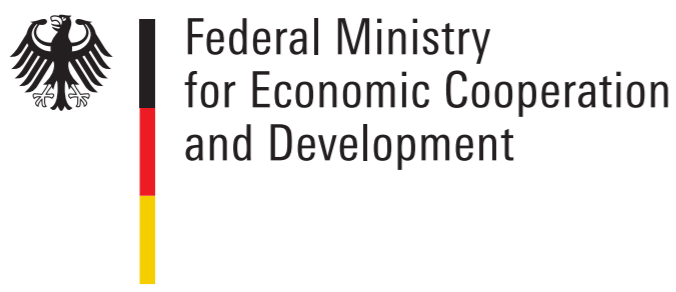 Federal Ministry
for Economic Cooperation
and Development